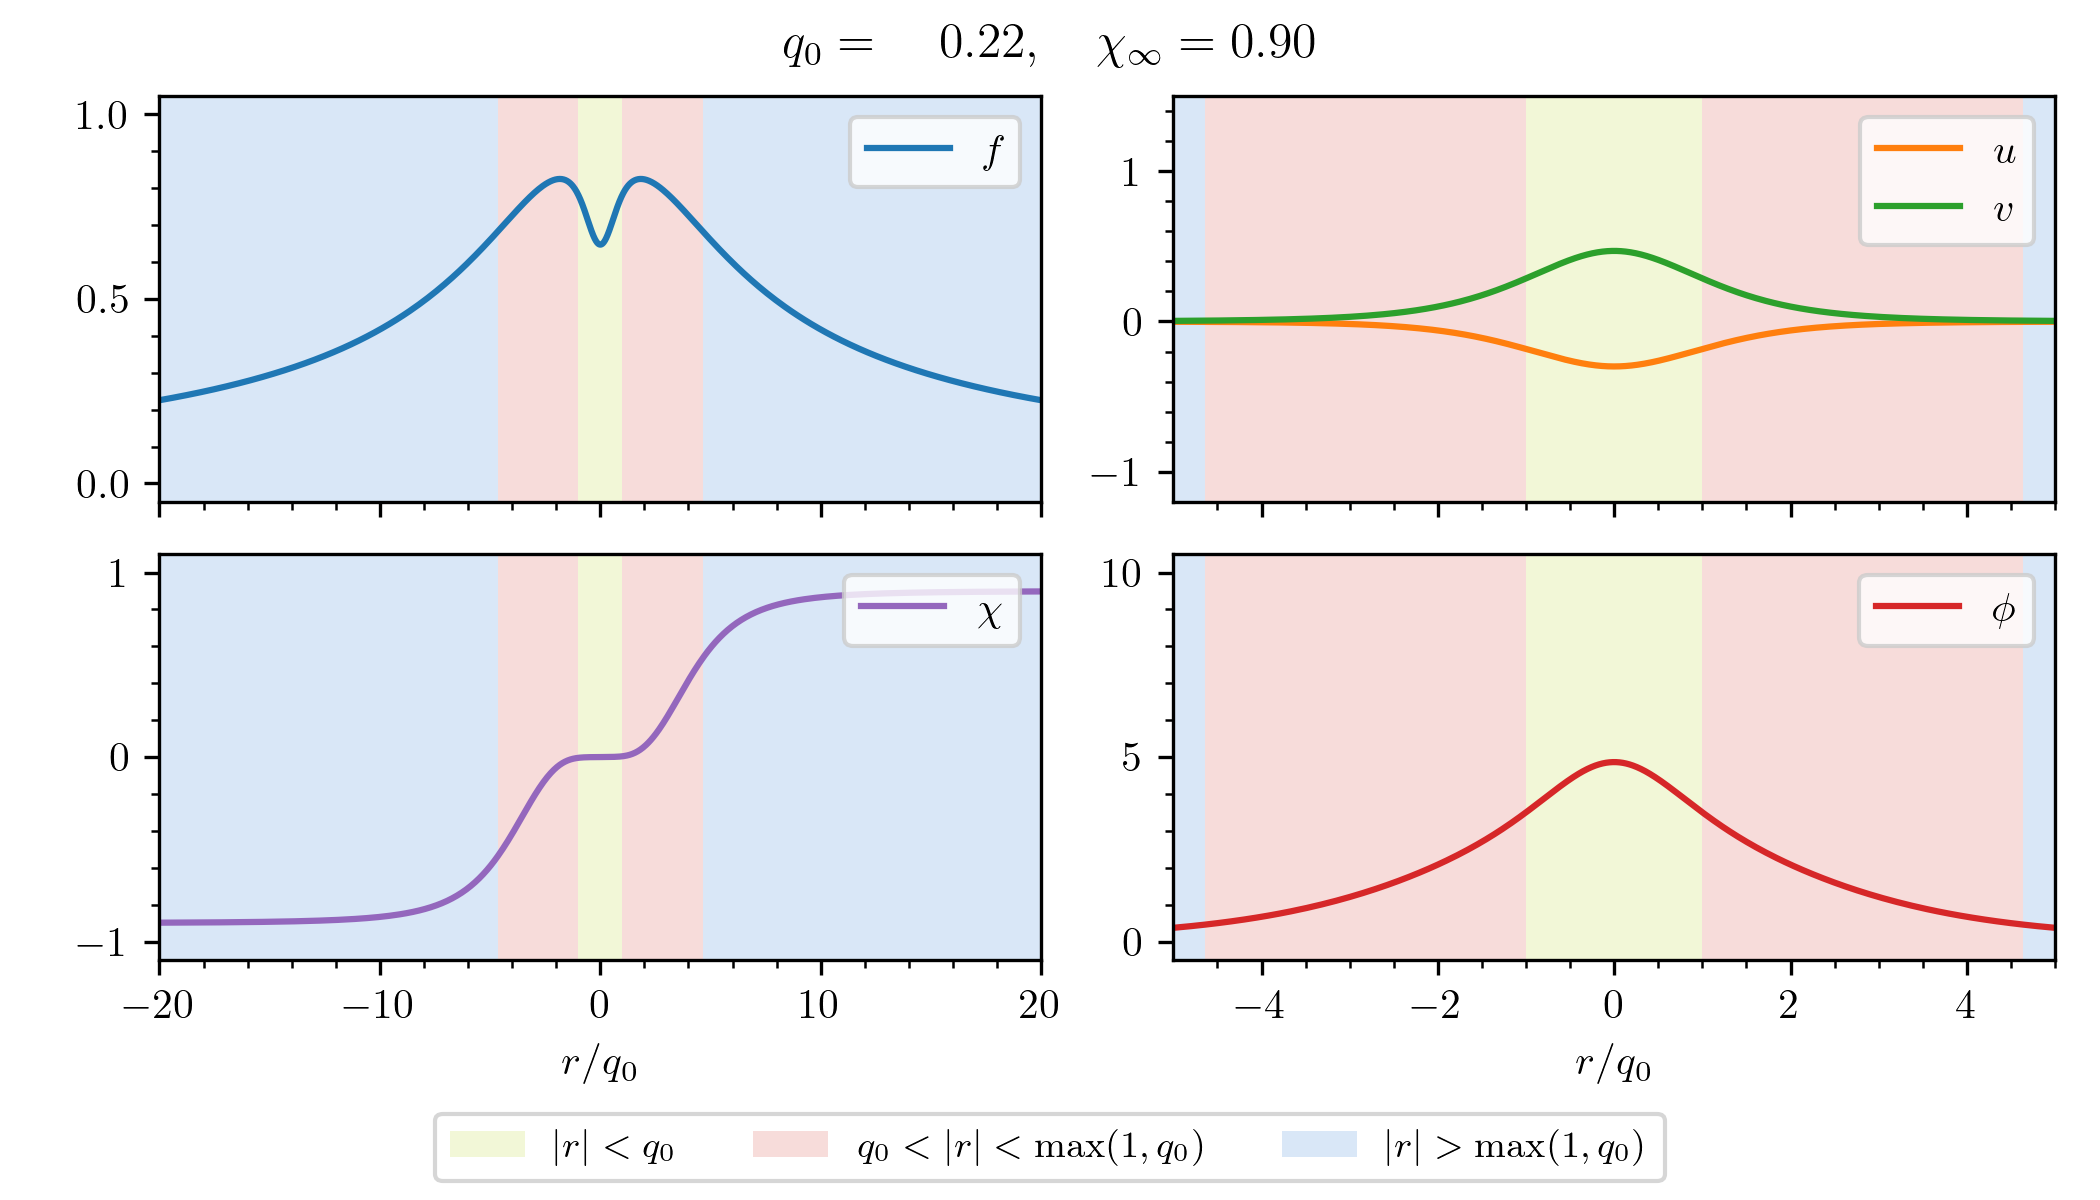 q₀ = 0.22, χ∞ = 0.90
1.0
0.5
0.0
f
1
0
−1
u
v
1
0
−1
χ
−20 −10 0 10 20
r/q₀
10
5
0
ϕ
−4 −2 0 2 4
r/q₀
|r| < q₀ q₀ < |r| < max(1, q₀) |r| > max(1, q₀)